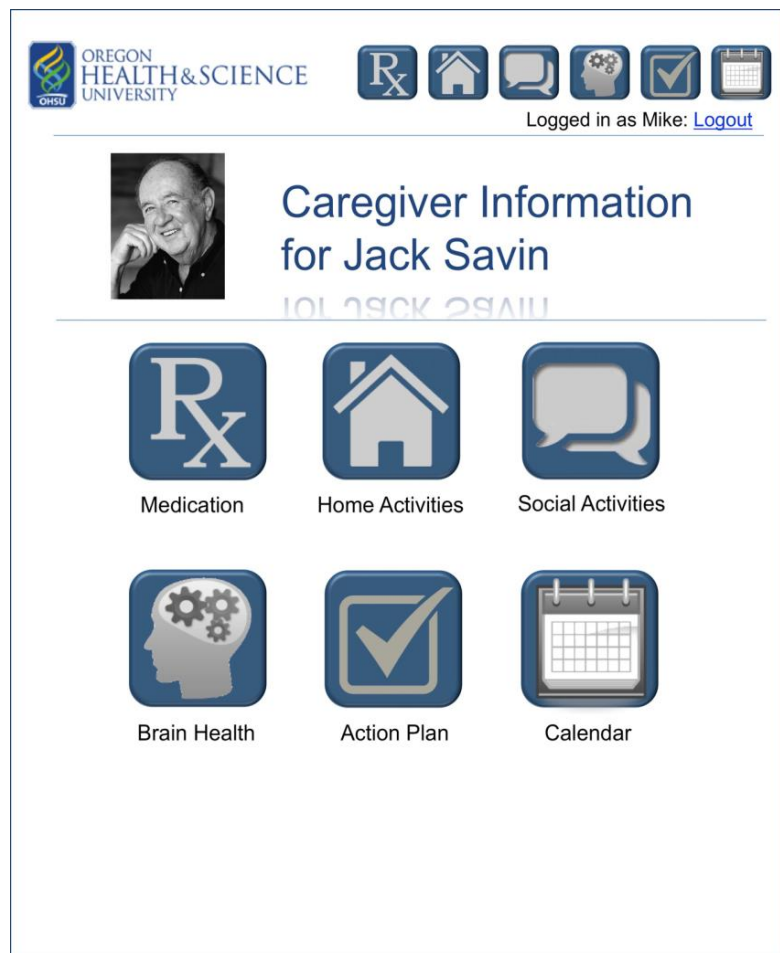 OREGON
HEALTH&SCIENCE
UNIVERSITY
OHSU
Rx
Logged in as Mike: Logout
Caregiver Information
for Jack Savin
Rx
Medication
Home Activities
Social Activities
Brain Health
Action Plan
Calendar